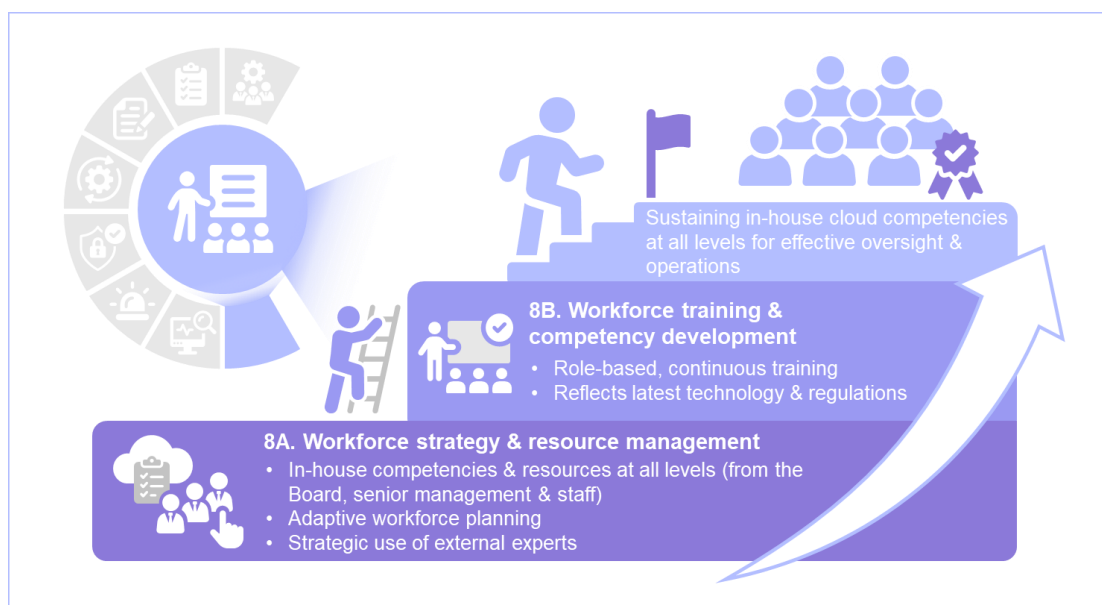 Sustaining in-house cloud competencies
at all levels for effective oversight &
operations
8B. Workforce training &
competency development
• Role-based, continuous training
• Reflects latest technology & regulations
8A. Workforce strategy & resource management
• In-house competencies & resources at all levels (from the
Board, senior management & staff)
• Adaptive workforce planning
• Strategic use of external experts